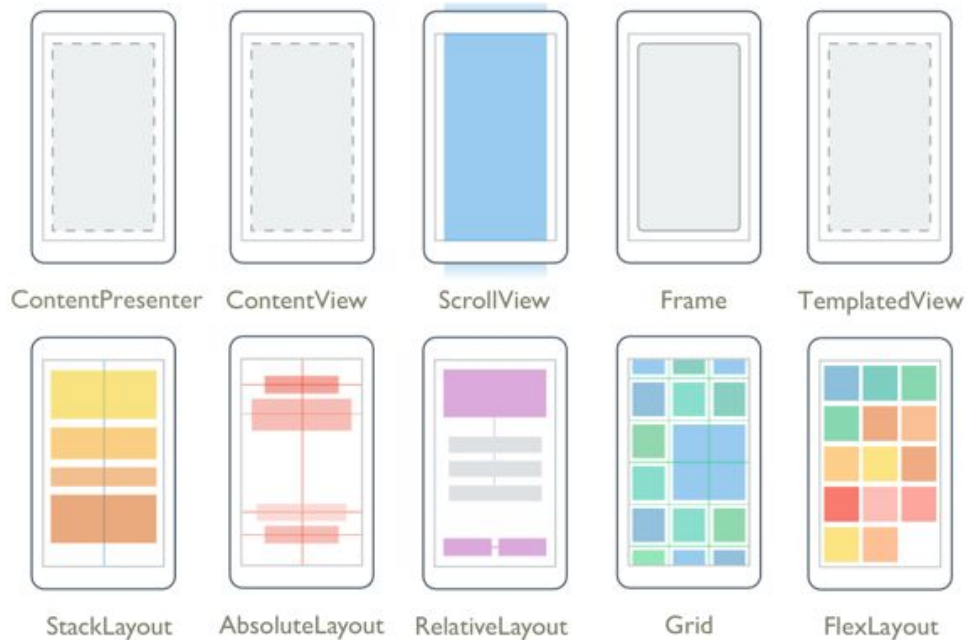 ContentPresenter ContentView ScrollView Frame TemplatedView
StackLayout AbsoluteLayout RelativeLayout Grid FlexLayout